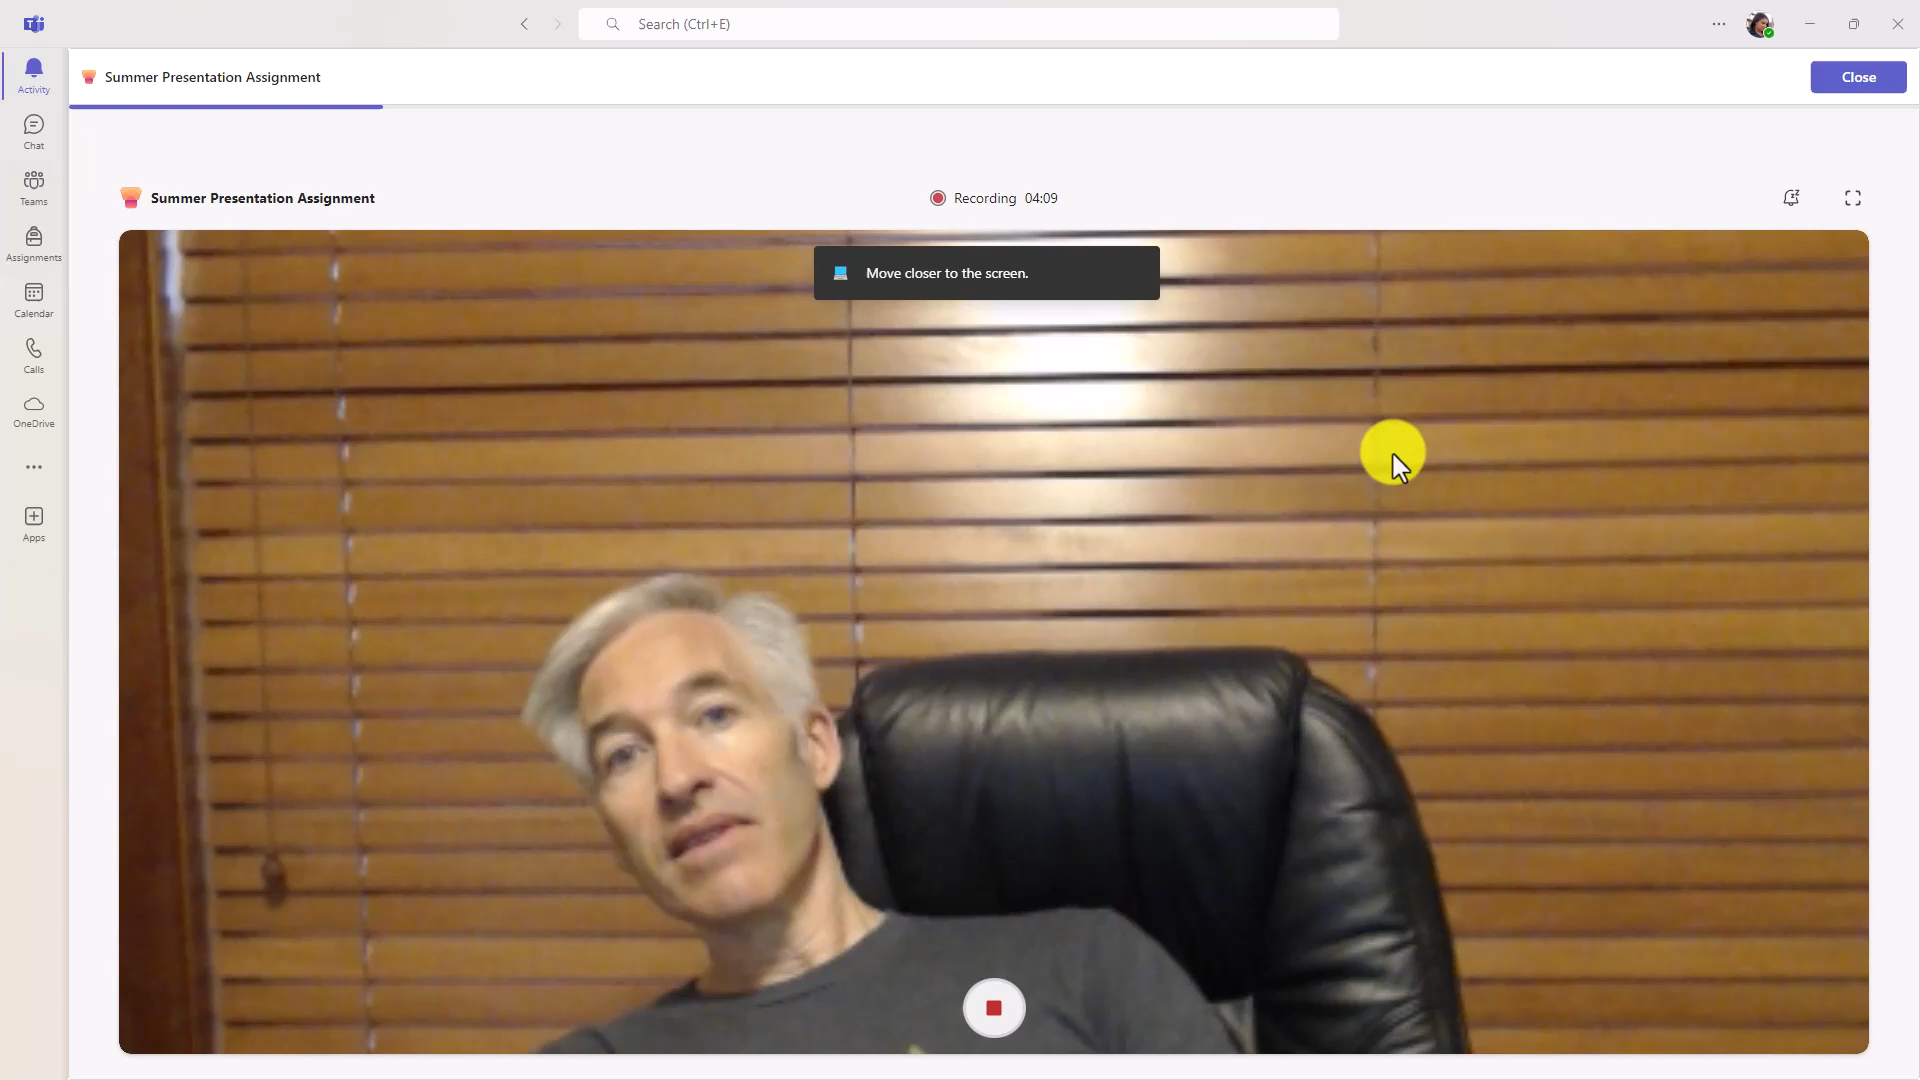 Search (Ctrl+E)
Activity
Chat
Teams
Assignments
Calendar
Calls
OneDrive
Apps
Summer Presentation Assignment
Close
Summer Presentation Assignment
Recording 04:09
Move closer to the screen.